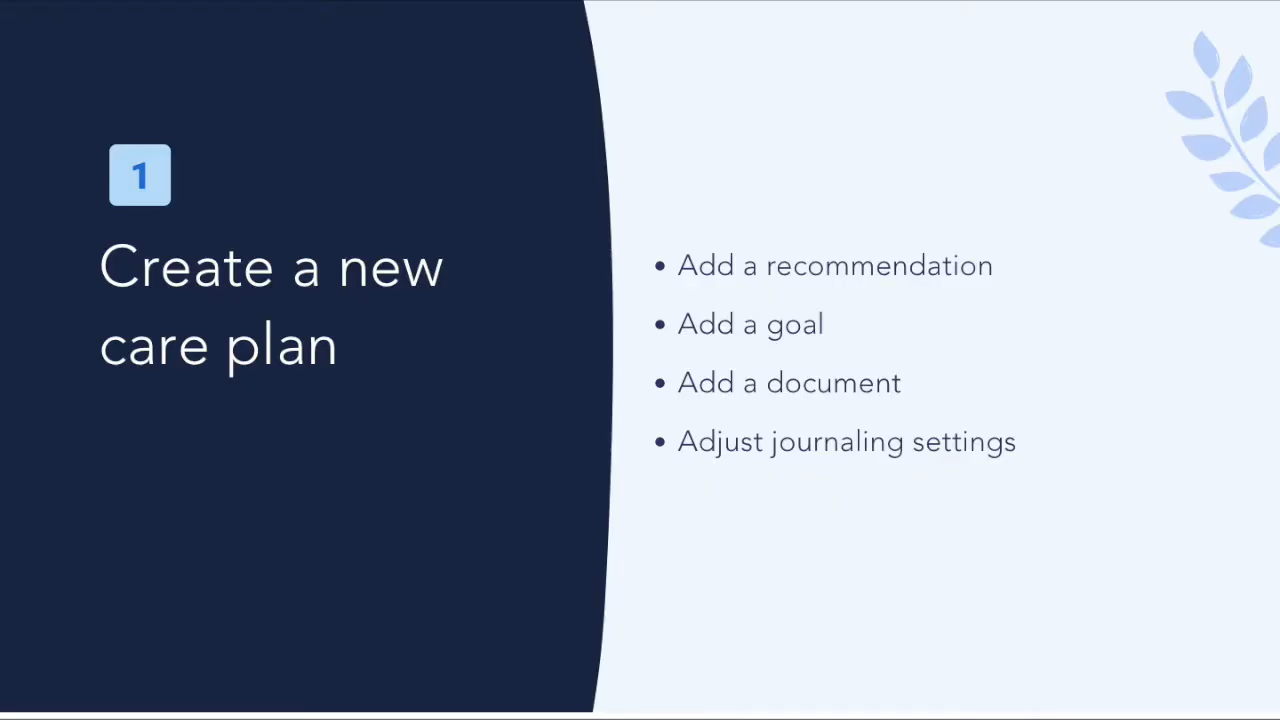 1
Create a new
care plan
• Add a recommendation
• Add a goal
• Add a document
• Adjust journaling settings